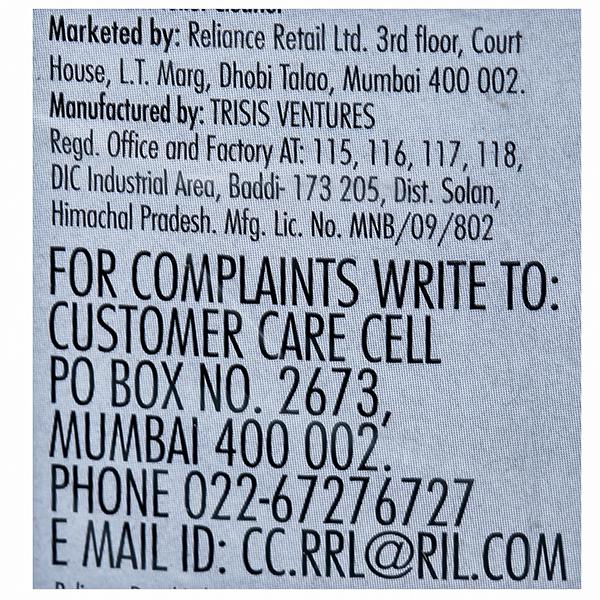 Cleaner
Marketed by: Reliance Retail Ltd. 3rd floor, Court
House, L.T. Marg, Dhobi Talao, Mumbai 400 002.
Manufactured by: TRISIS VENTURES
Regd. Office and Factory AT: 115, 116, 117, 118,
DIC Industrial Area, Baddi- 173 205, Dist. Solan,
Himachal Pradesh. Mfg. Lic. No. MNB/09/802
FOR COMPLAINTS WRITE TO:
CUSTOMER CARE CELL
PO BOX NO. 2673,
MUMBAI 400 002.
PHONE 022-67276727
E MAIL ID: CC.RRL@RIL.COM